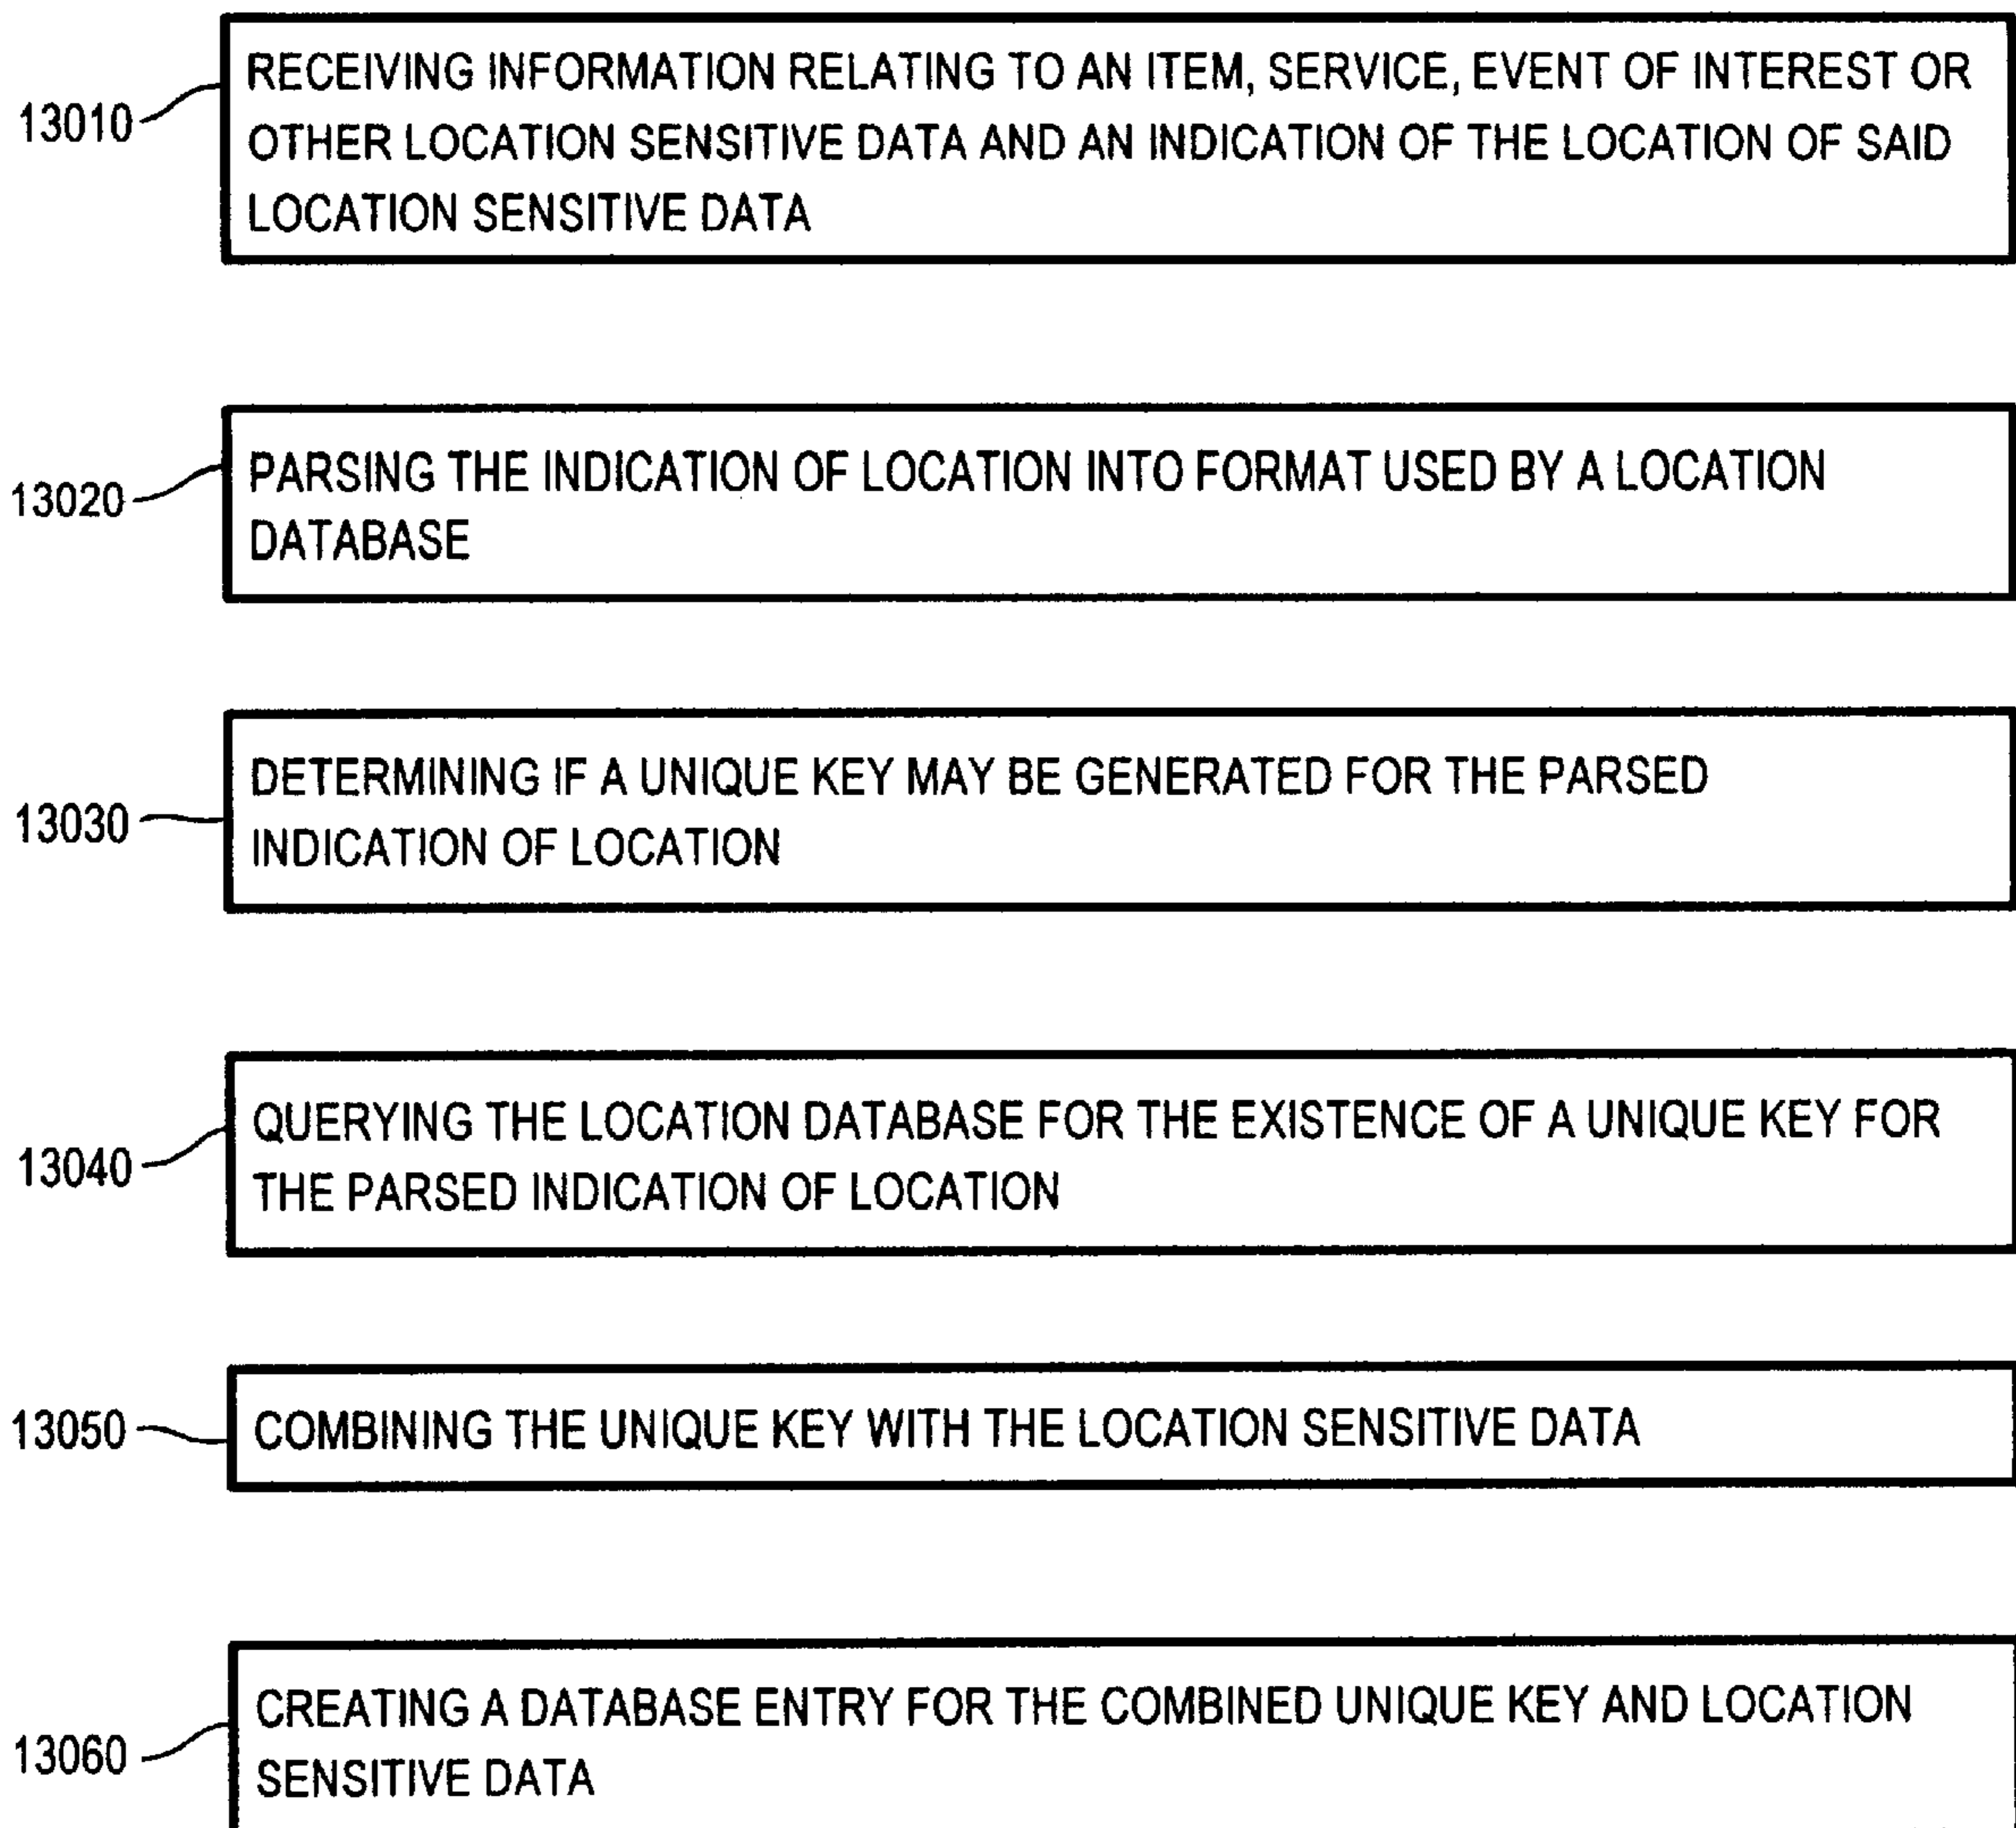 RECEIVING INFORMATION RELATING TO AN ITEM, SERVICE, EVENT OF INTEREST OR
13010
OTHER LOCATION SENSITIVE DATA AND AN INDICATION OF THE LOCATION OF SAID
LOCATION SENSITIVE DATA
PARSING THE INDICATION OF LOCATION INTO FORMAT USED BY A LOCATION
13020
DATABASE
DETERMINING IF A UNIQUE KEY MAY BE GENERATED FOR THE PARSED
13030
INDICATION OF LOCATION
QUERYING THE LOCATION DATABASE FOR THE EXISTENCE OF A UNIQUE KEY FOR
13040
THE PARSED INDICATION OF LOCATION
13050
COMBINING THE UNIQUE KEY WITH THE LOCATION SENSITIVE DATA
CREATING A DATABASE ENTRY FOR THE COMBINED UNIQUE KEY AND LOCATION
13060
SENSITIVE DATA